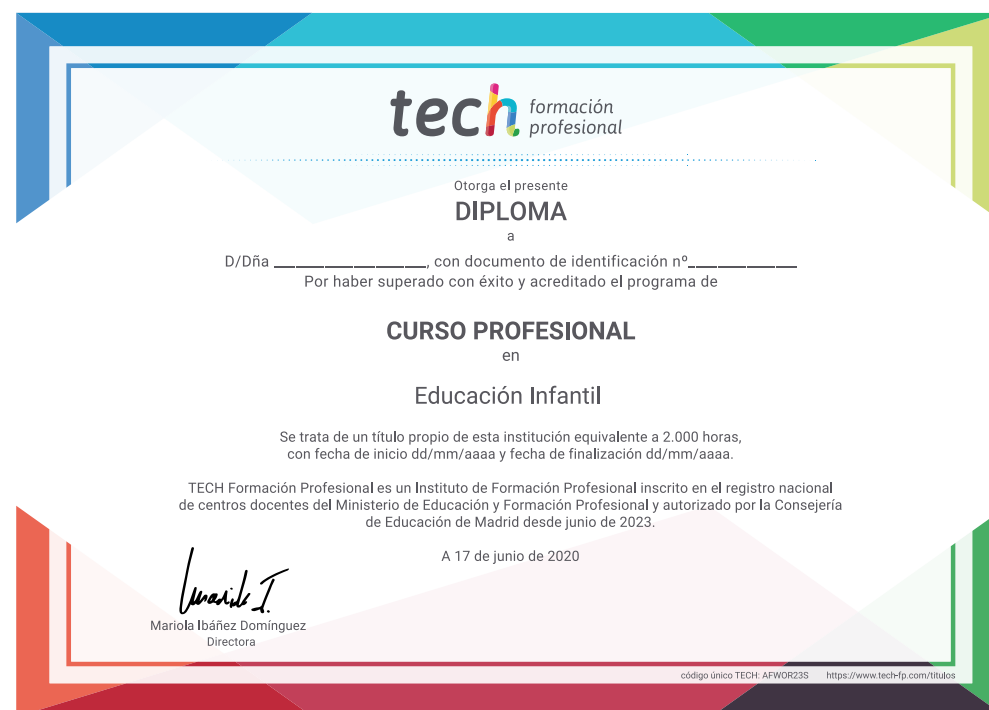 tech formación
profesional
Otorga el presente
DIPLOMA
a
D/Dña _______________, con documento de identificación nº___________
Por haber superado con éxito y acreditado el programa de
CURSO PROFESIONAL
en
Educación Infantil
Se trata de un título propio de esta institución equivalente a 2.000 horas,
con fecha de inicio dd/mm/aaaa y fecha de finalización dd/mm/aaaa.
TECH Formación Profesional es un Instituto de Formación Profesional inscrito en el registro nacional
de centros docentes del Ministerio de Educación y Formación Profesional y autorizado por la Consejería
de Educación de Madrid desde junio de 2023.
A 17 de junio de 2020
Mariola Ibáñez Domínguez
Directora
código único TECH: AFWOR23S https://www.tech-fp.com/titulos